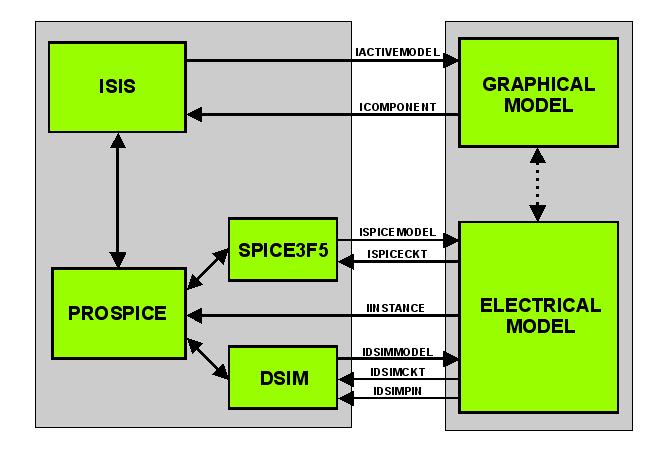 ISIS
IACTIVEMODEL
ICOMPONENT
GRAPHICAL
MODEL
SPICE3F5
ISPICEMODEL
ISPICECKT
PROSPICE
IINSTANCE
ELECTRICAL
MODEL
DSIM
IDSIMMODEL
IDSIMCKT
IDSIMPIN